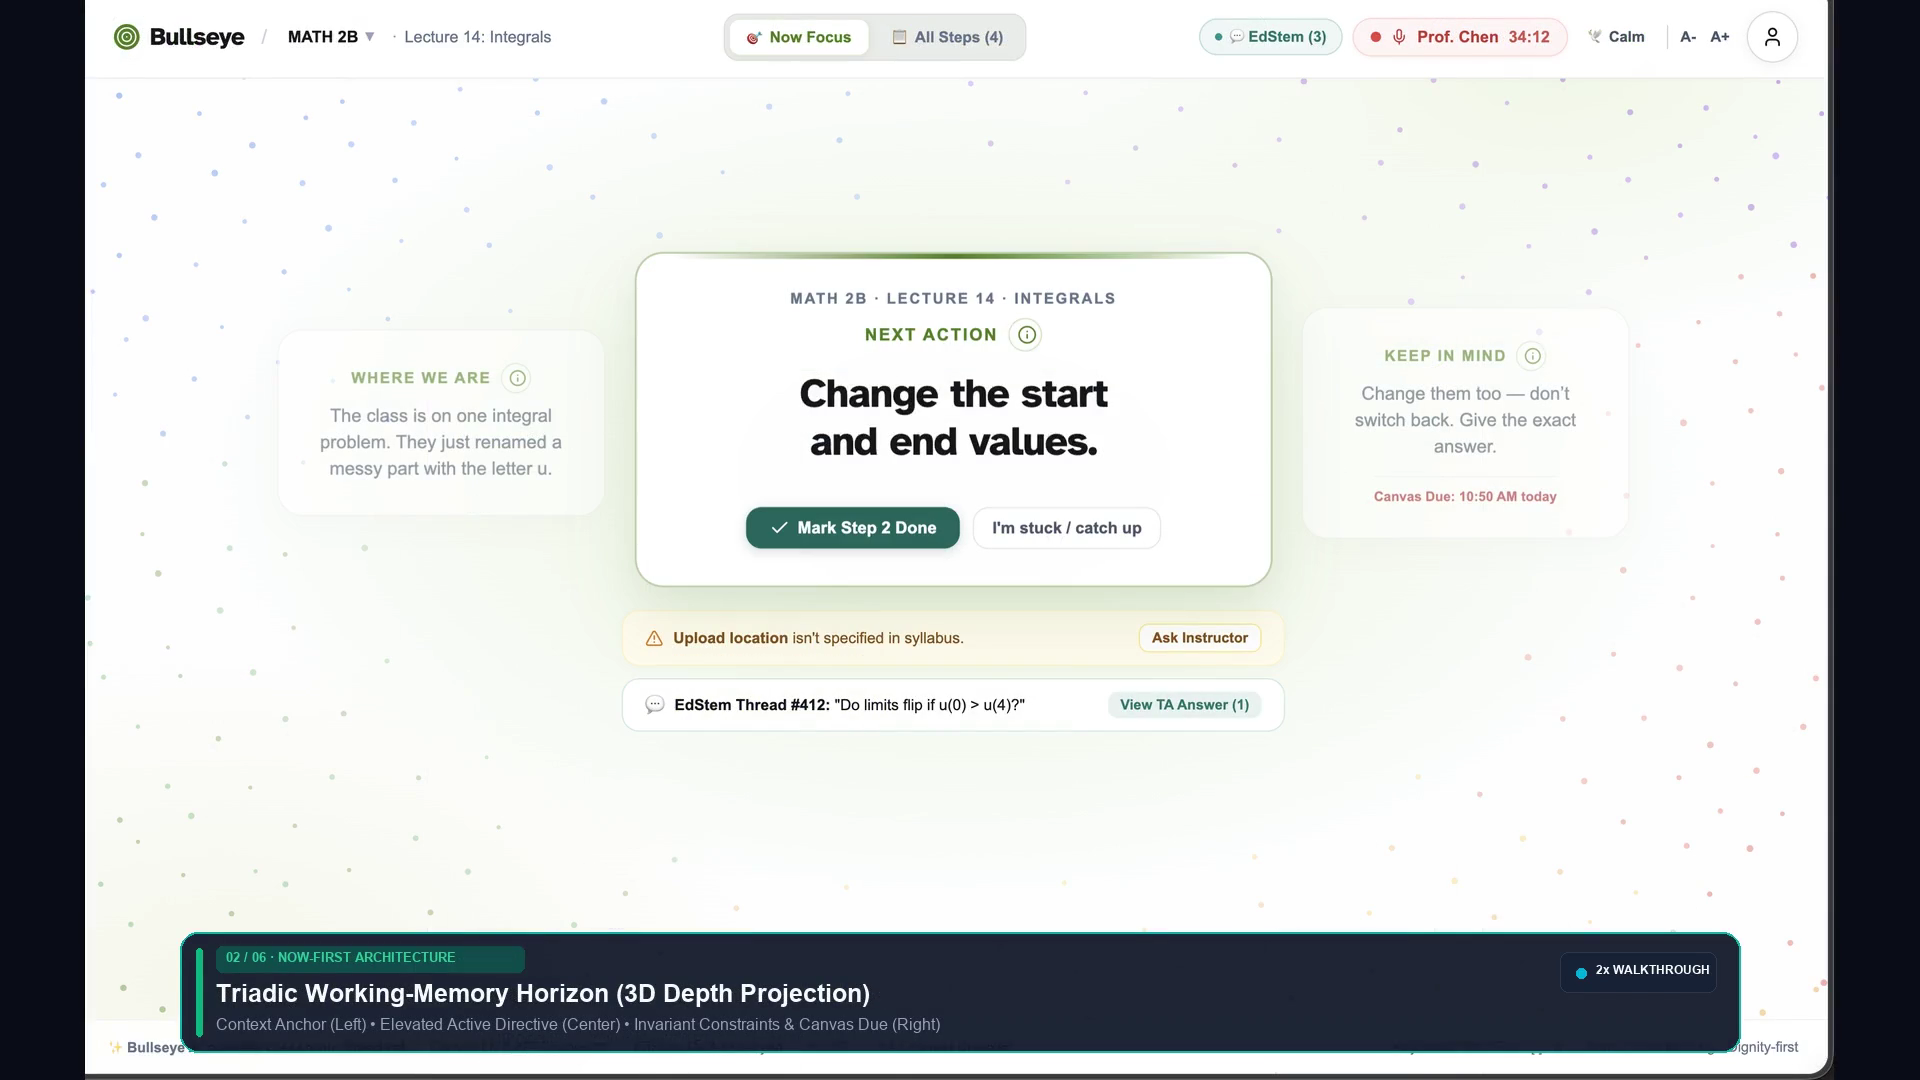 Bullseye / MATH 2B ▼ · Lecture 14: Integrals
Now Focus
All Steps (4)
EdStem (3)
Prof. Chen 34:12
Calm
A- A+
WHERE WE ARE
The class is on one integral
problem. They just renamed a
messy part with the letter u.
MATH 2B · LECTURE 14 · INTEGRALS
NEXT ACTION
Change the start
and end values.
Mark Step 2 Done
I'm stuck / catch up
KEEP IN MIND
Change them too — don't
switch back. Give the exact
answer.
Canvas Due: 10:50 AM today
Upload location isn't specified in syllabus.
Ask Instructor
EdStem Thread #412: "Do limits flip if u(0) > u(4)?"
View TA Answer (1)
02 / 06 · NOW-FIRST ARCHITECTURE
Triadic Working-Memory Horizon (3D Depth Projection)
Context Anchor (Left) • Elevated Active Directive (Center) • Invariant Constraints & Canvas Due (Right)
2x WALKTHROUGH
Bullseye
Dignity-first